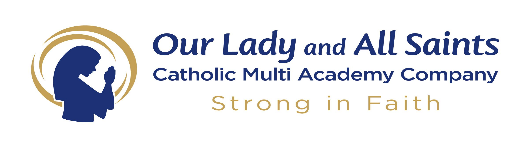 Our Lady and All Saints
Catholic Multi Academy Company
Strong in Faith